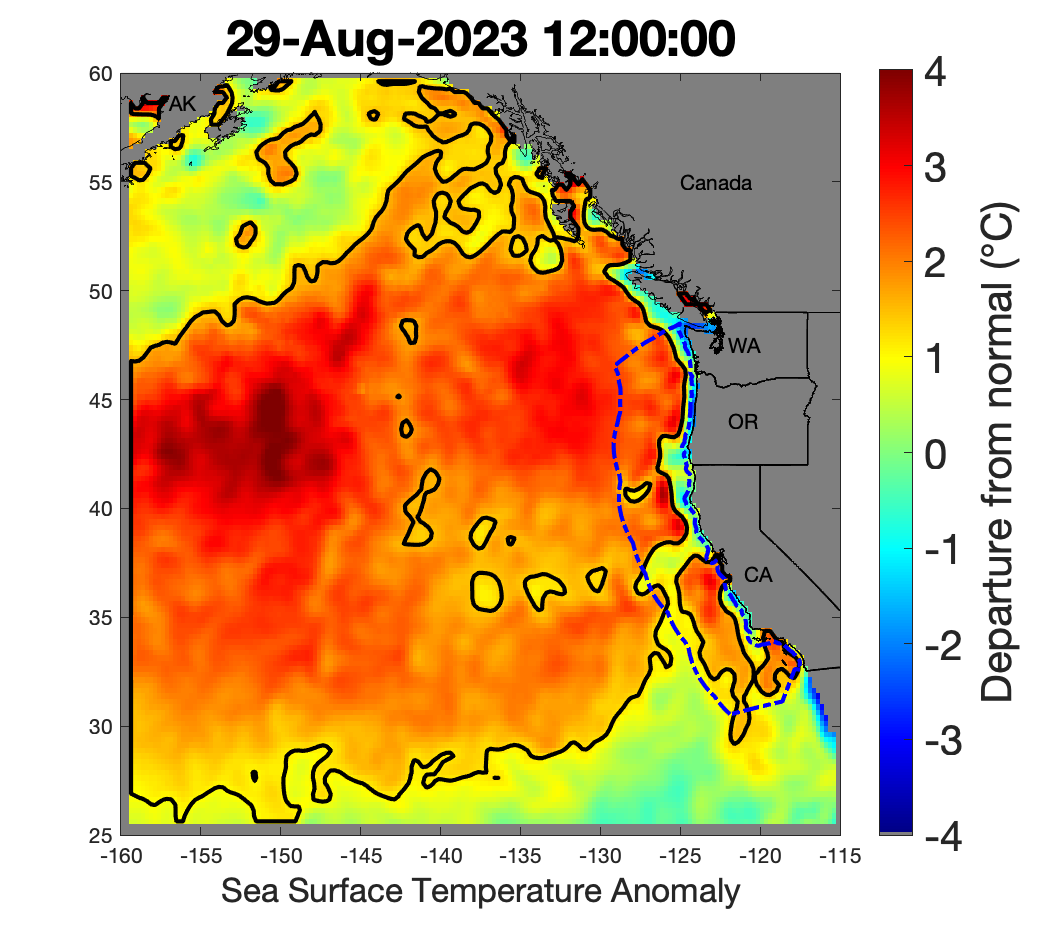 29-Aug-2023 12:00:00
60
55
50
45
40
35
30
25
-160 -155 -150 -145 -140 -135 -130 -125 -120 -115
Sea Surface Temperature Anomaly
AK
Canada
WA
OR
CA
4
3
2
1
0
-1
-2
-3
-4
Departure from normal (°C)